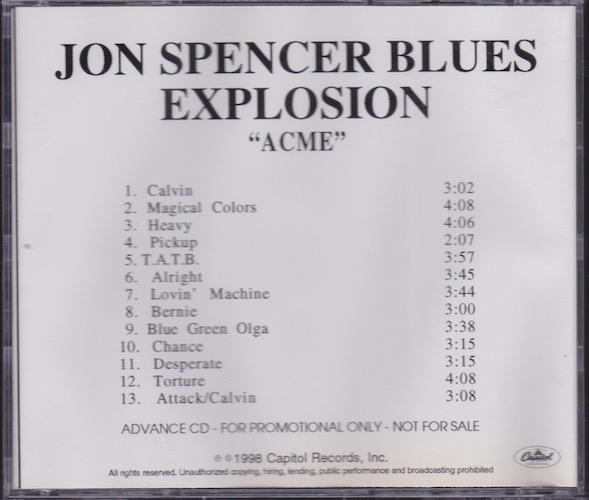 JON SPENCER BLUES
EXPLOSION
“ACME”
1. Calvin 3:02
2. Magical Colors 4:08
3. Heavy 4:06
4. Pickup 2:07
5. T.A.T.B. 3:57
6. Alright 3:45
7. Lovin' Machine 3:44
8. Bernie 3:00
9. Blue Green Olga 3:38
10. Chance 3:15
11. Desperate 3:15
12. Torture 4:08
13. Attack/Calvin 3:08
ADVANCE CD - FOR PROMOTIONAL ONLY - NOT FOR SALE
℗ ©1998 Capitol Records, Inc.
Capitol
All rights reserved. Unauthorized copying, hiring, lending, public performance and broadcasting prohibited